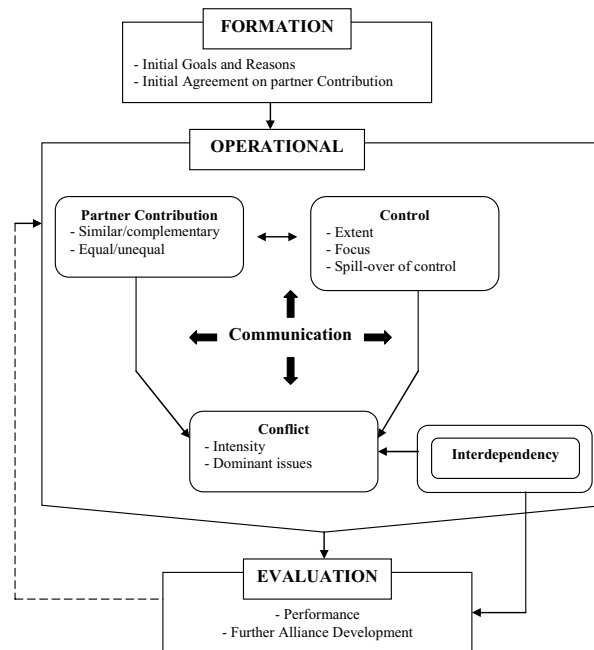 FORMATION
- Initial Goals and Reasons
- Initial Agreement on partner Contribution
OPERATIONAL
Partner Contribution
- Similar/complementary
- Equal/unequal
Control
- Extent
- Focus
- Spill-over of control
Communication
Conflict
- Intensity
- Dominant issues
Interdependency
EVALUATION
- Performance
- Further Alliance Development